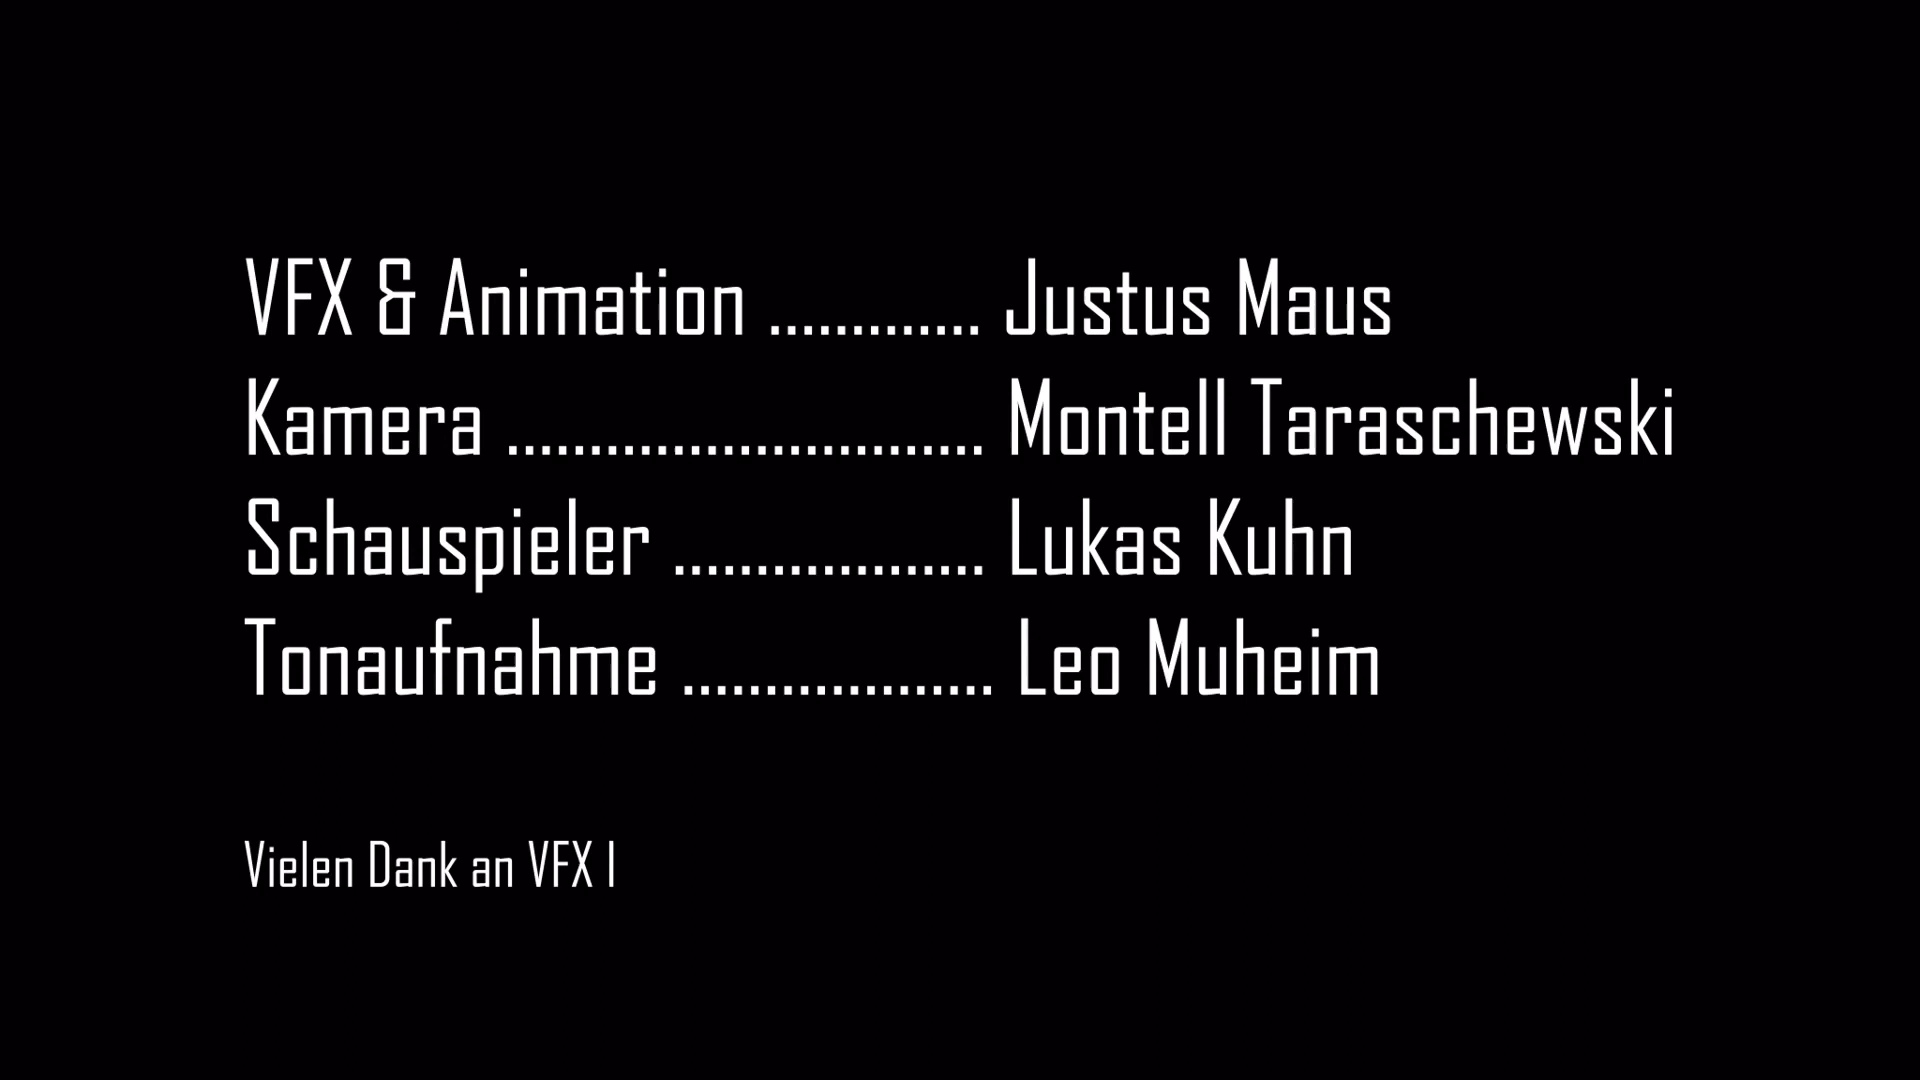 VFX & Animation ............. Justus Maus
Kamera ............................. Montell Taraschewski
Schauspieler ................... Lukas Kuhn
Tonaufnahme ................... Leo Muheim
Vielen Dank an VFX I